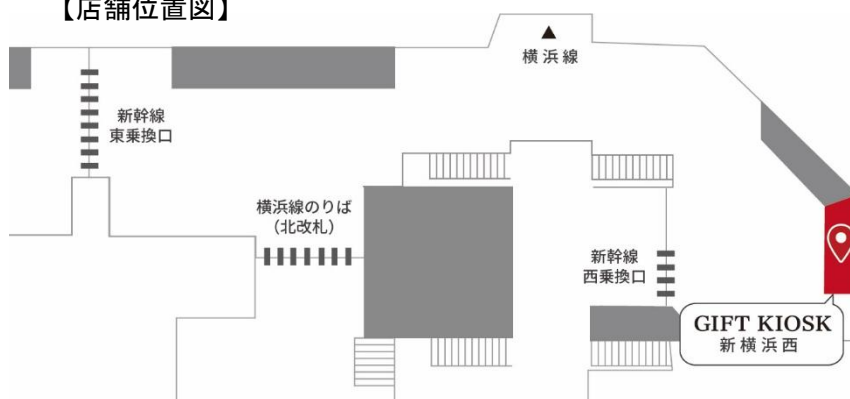 【店舗位置図】
▲
横浜線
新幹線
東乗換口
横浜線のりば
(北改札)
新幹線
西乗換口
GIFT KIOSK
新横浜西